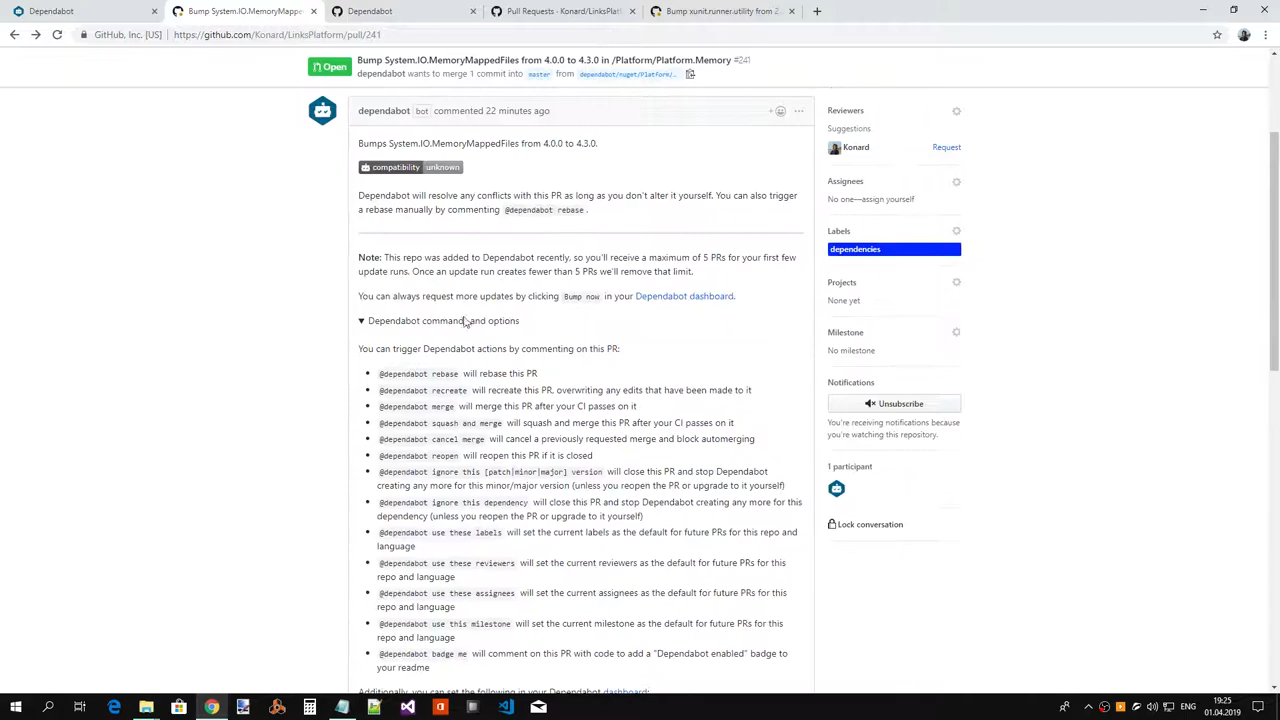 Dependabot
Bump System.IO.MemoryMapped
Dependabot
Pull Requests · Konard/LinksPlatf
Bump xunit.runner.utility from 2.
GitHub, Inc. [US]
https://github.com/Konard/LinksPlatform/pull/241
Open
Bump System.IO.MemoryMappedFiles from 4.0.0 to 4.3.0 in /Platform/Platform.Memory #241
dependabot wants to merge 1 commit into master from dependabot/nuget/Platform/…
dependabot bot commented 22 minutes ago
Bumps System.IO.MemoryMappedFiles from 4.0.0 to 4.3.0.
compatibility unknown
Dependabot will resolve any conflicts with this PR as long as you don't alter it yourself. You can also trigger
a rebase manually by commenting @dependabot rebase .
Note: This repo was added to Dependabot recently, so you'll receive a maximum of 5 PRs for your first few
update runs. Once an update run creates fewer than 5 PRs we'll remove that limit.
You can always request more updates by clicking Bump now in your Dependabot dashboard.
Dependabot commands and options
You can trigger Dependabot actions by commenting on this PR:
@dependabot rebase will rebase this PR
@dependabot recreate will recreate this PR, overwriting any edits that have been made to it
@dependabot merge will merge this PR after your CI passes on it
@dependabot squash and merge will squash and merge this PR after your CI passes on it
@dependabot cancel merge will cancel a previously requested merge and block automerging
@dependabot reopen will reopen this PR if it is closed
@dependabot ignore this [patch|minor|major] version will close this PR and stop Dependabot
creating any more for this minor/major version (unless you reopen the PR or upgrade to it yourself)
@dependabot ignore this dependency will close this PR and stop Dependabot creating any more for this
dependency (unless you reopen the PR or upgrade to it yourself)
@dependabot use these labels will set the current labels as the default for future PRs for this repo and
language
@dependabot use these reviewers will set the current reviewers as the default for future PRs for this
repo and language
@dependabot use these assignees will set the current assignees as the default for future PRs for this
repo and language
@dependabot use this milestone will set the current milestone as the default for future PRs for this
repo and language
@dependabot badge me will comment on this PR with code to add a "Dependabot enabled" badge to
your readme
Additionally, you can set the following in your Dependabot dashboard:
Reviewers
Suggestions
Konard
Request
Assignees
No one—assign yourself
Labels
dependencies
Projects
None yet
Milestone
No milestone
Notifications
Unsubscribe
You're receiving notifications because
you're watching this repository.
1 participant
Lock conversation
ENG
19:25
01.04.2019